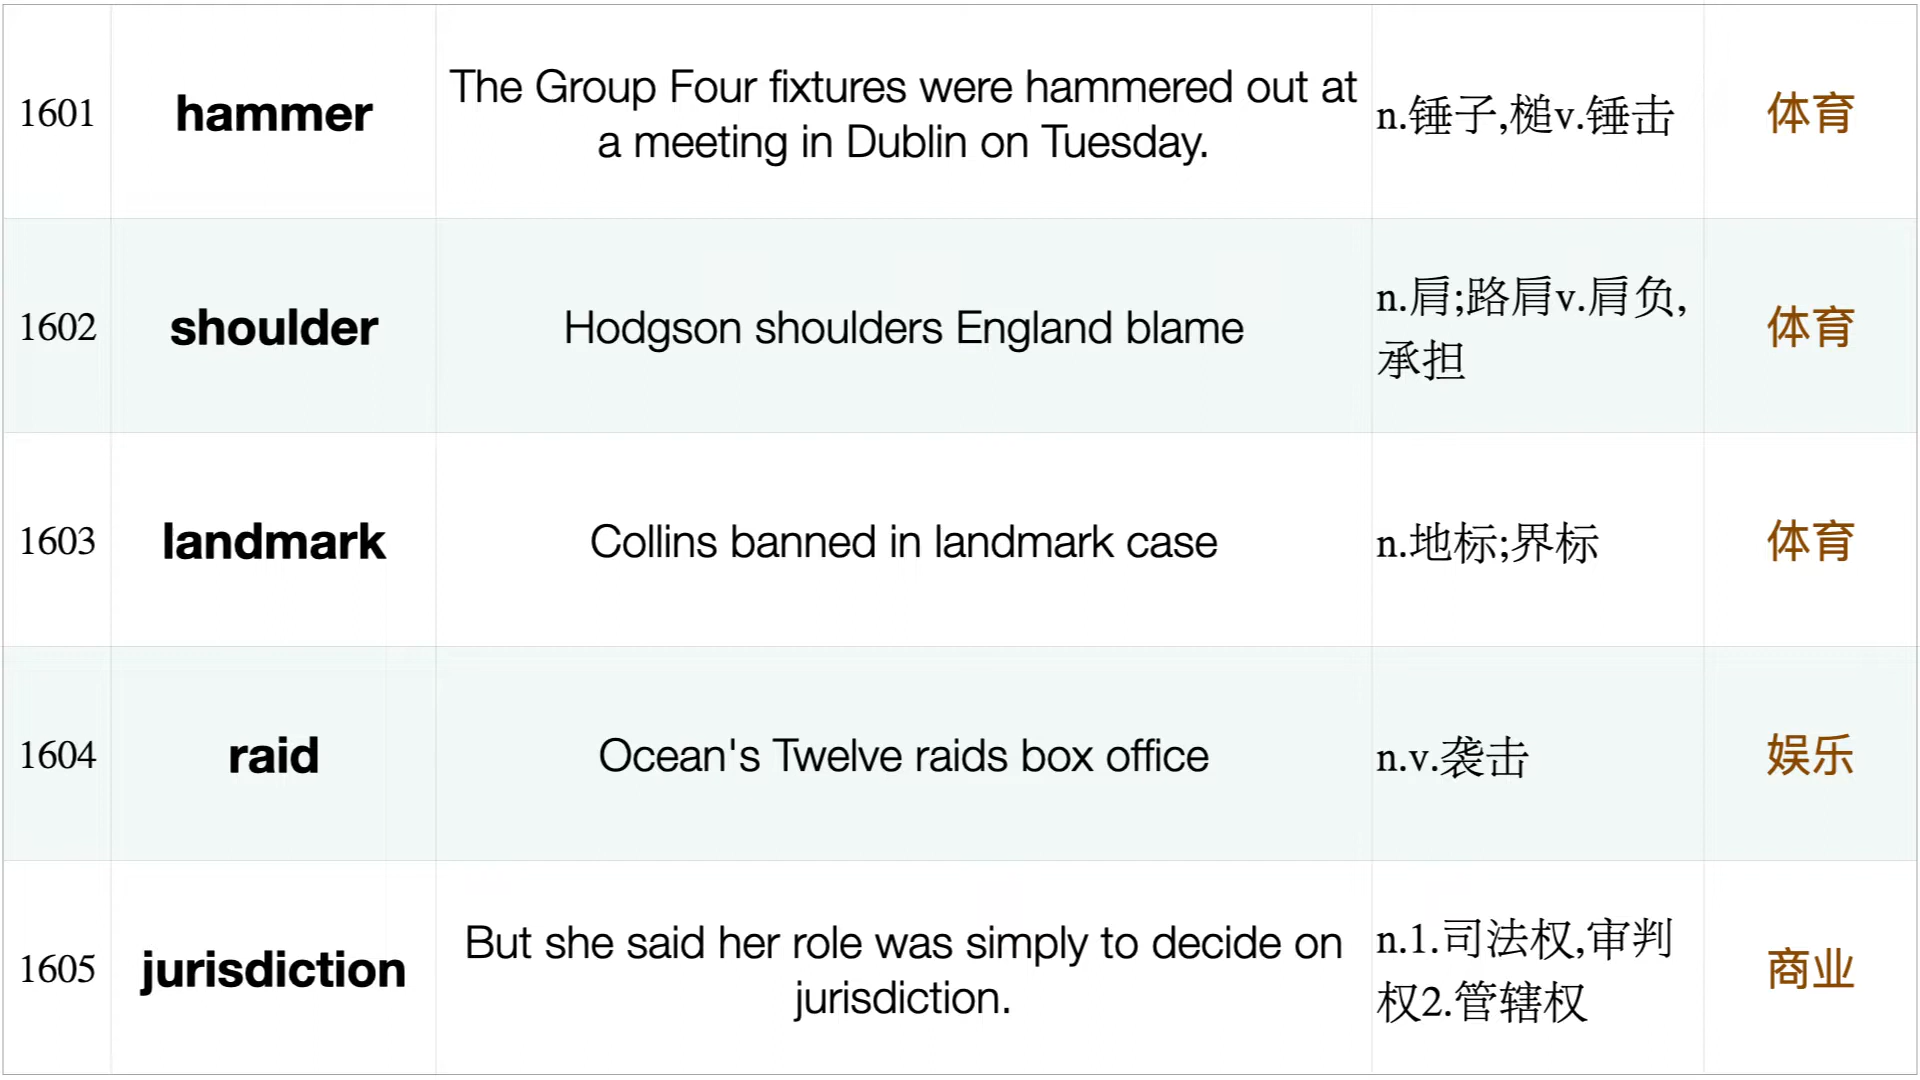 1601 hammer The Group Four fixtures were hammered out at
a meeting in Dublin on Tuesday. n.锤子,槌v.锤击 体育
1602 shoulder Hodgson shoulders England blame n.肩;路肩v.肩负,
承担 体育
1603 landmark Collins banned in landmark case n.地标;界标 体育
1604 raid Ocean's Twelve raids box office n.v.袭击 娱乐
1605 jurisdiction But she said her role was simply to decide on
jurisdiction. n.1.司法权,审判
权2.管辖权 商业